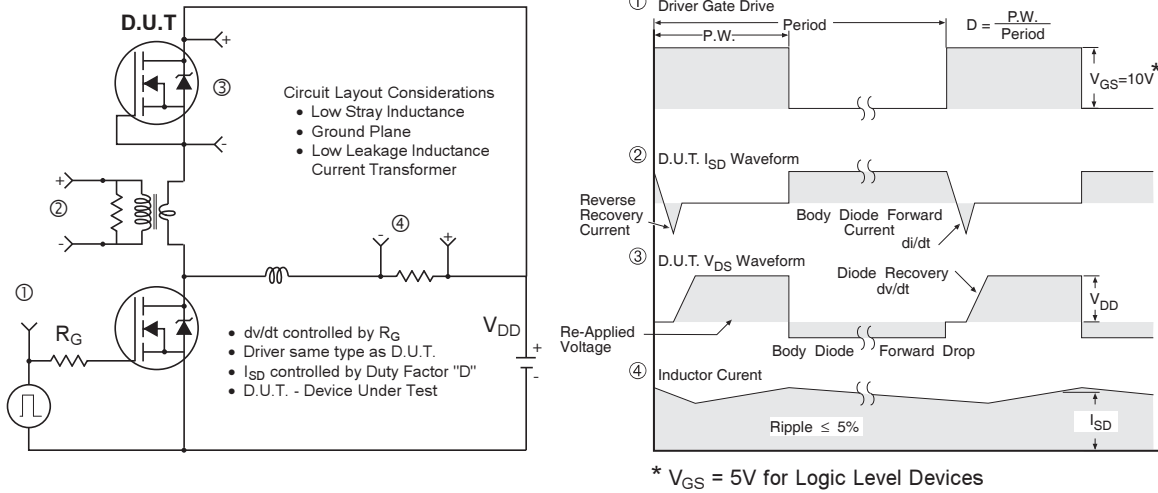 D.U.T
+
③
-
Circuit Layout Considerations
• Low Stray Inductance
• Ground Plane
• Low Leakage Inductance
Current Transformer
+
②
-
④
-
+
①
RG
VDD
+
-
• dv/dt controlled by RG
• Driver same type as D.U.T.
• ISD controlled by Duty Factor "D"
• D.U.T. - Device Under Test
① Driver Gate Drive
P.W.
Period
D = P.W.
Period
VGS=10V*
② D.U.T. ISD Waveform
Reverse
Recovery
Current
Body Diode Forward
Current
di/dt
③ D.U.T. VDS Waveform
Diode Recovery
dv/dt
VDD
Re-Applied
Voltage
Body Diode Forward Drop
④ Inductor Curent
Ripple ≤ 5%
ISD
* VGS = 5V for Logic Level Devices